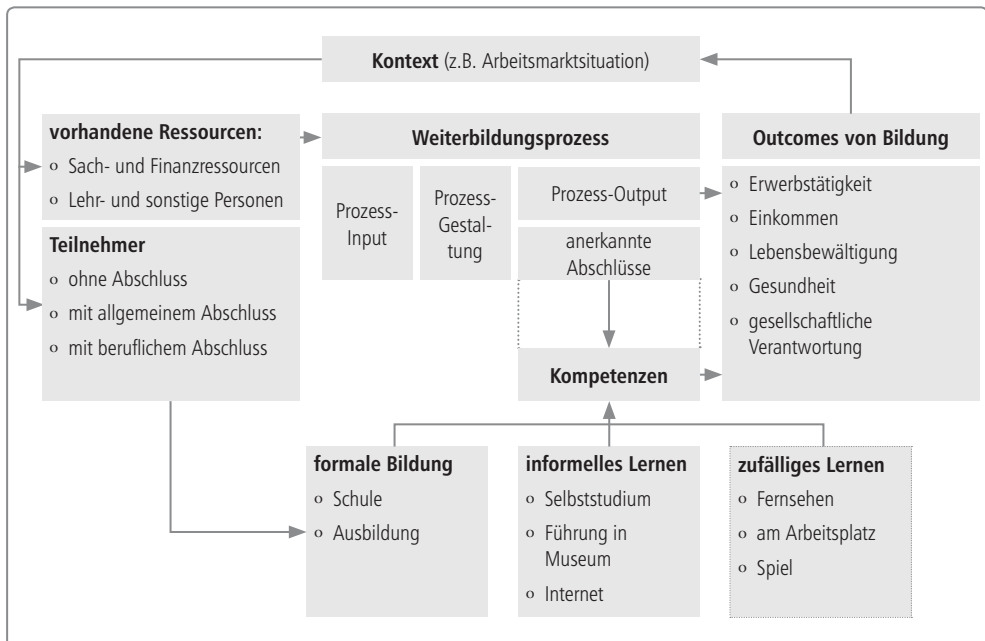 Kontext (z.B. Arbeitsmarktsituation)
vorhandene Ressourcen:
o Sach- und Finanzressourcen
o Lehr- und sonstige Personen
Teilnehmer
o ohne Abschluss
o mit allgemeinem Abschluss
o mit beruflichem Abschluss
Weiterbildungsprozess
Prozess-
Input
Prozess-
Gestal-
tung
Prozess-Output
anerkannte
Abschlüsse
Kompetenzen
Outcomes von Bildung
o Erwerbstätigkeit
o Einkommen
o Lebensbewältigung
o Gesundheit
o gesellschaftliche
Verantwortung
formale Bildung
o Schule
o Ausbildung
informelles Lernen
o Selbststudium
o Führung in
Museum
o Internet
zufälliges Lernen
o Fernsehen
o am Arbeitsplatz
o Spiel